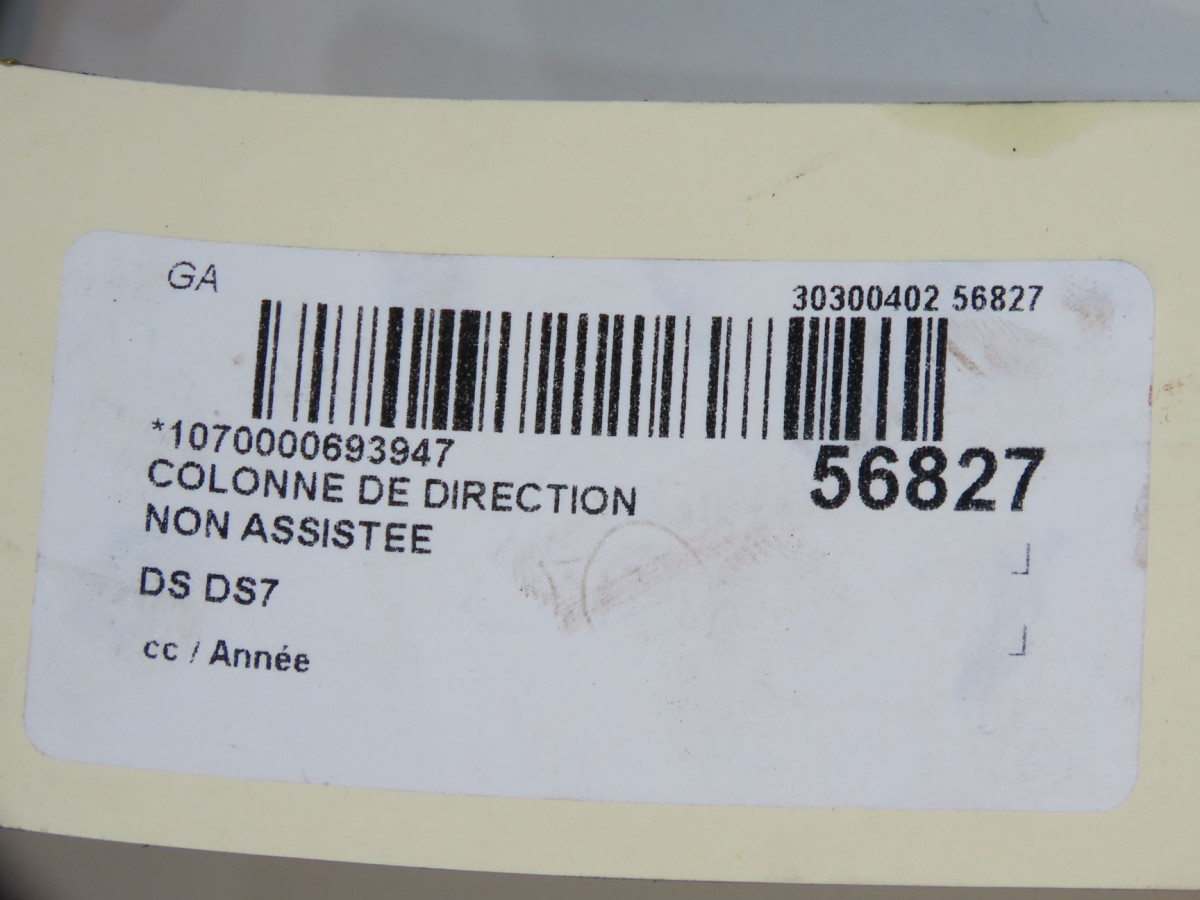 GA
30300402 56827
*1070000693947
56827
COLONNE DE DIRECTION
NON ASSISTEE
DS DS7
cc / Année